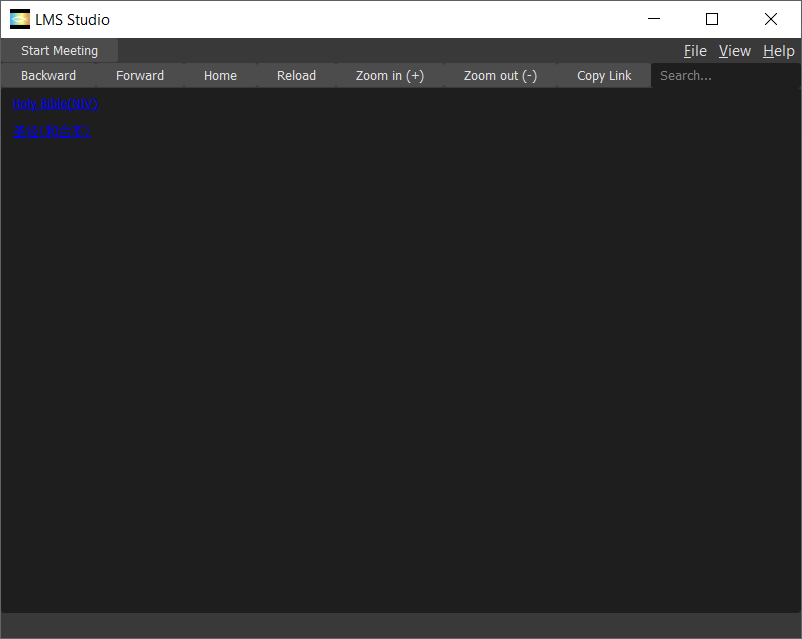 LMS Studio
Start Meeting File View Help
Backward Forward Home Reload Zoom in (+) Zoom out (-) Copy Link Search...
Holy Bible(NIV)